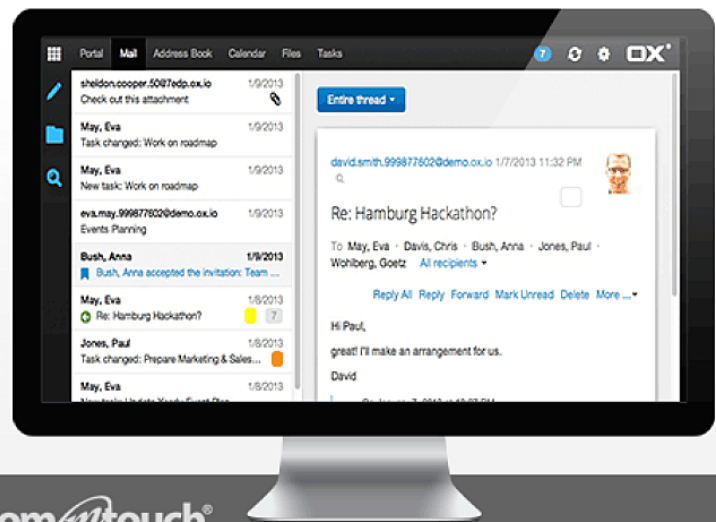 Portal Mail Address Book Calendar Files Tasks
7
OX
sheldon.cooper.50@7edp.ox.io 1/9/2013
Check out this attachment
May, Eva 1/9/2013
Task changed: Work on roadmap
May, Eva 1/9/2013
New task: Work on roadmap
eva.may.999877602@demo.ox.io 1/9/2013
Events Planning
Bush, Anna 1/9/2013
Bush, Anna accepted the invitation: Team ...
May, Eva 1/8/2013
Re: Hamburg Hackathon? 7
Jones, Paul 1/8/2013
Task changed: Prepare Marketing & Sales...
May, Eva 1/8/2013
Entire thread
david.smith.999877602@demo.ox.io 1/7/2013 11:32 PM
Re: Hamburg Hackathon?
To May, Eva · Davis, Chris · Bush, Anna · Jones, Paul ·
Wohlberg, Goetz All recipients
Reply All Reply Forward Mark Unread Delete More ...
Hi Paul,
great! I'll make an arrangement for us.
David
omtouch®